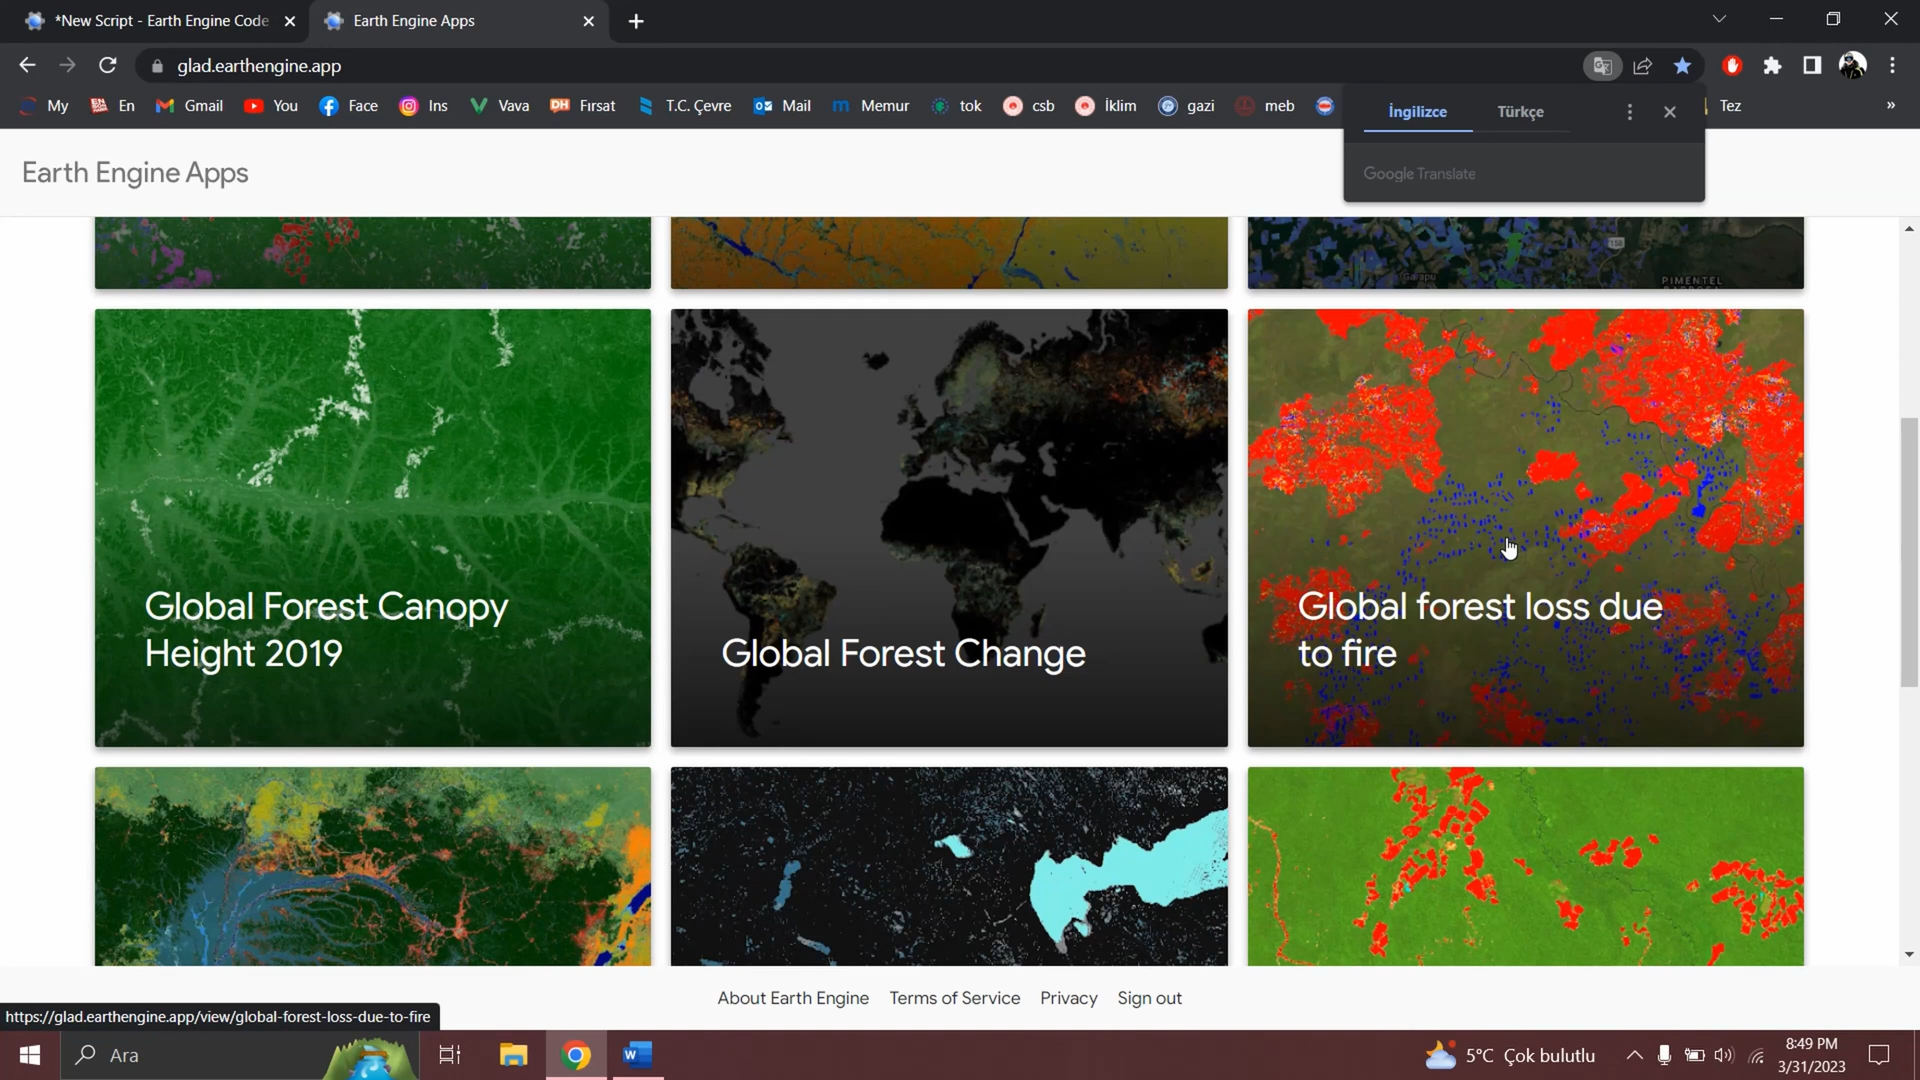 *New Script - Earth Engine Code
Earth Engine Apps
glad.earthengine.app
My
En
Gmail
You
Face
Ins
Vava
DH
Fırsat
T.C. Çevre
Mail
Memur
tok
csb
İklim
gazi
meb
Tez
İngilizce
Türkçe
Google Translate
Earth Engine Apps
158
PIMENTEL
Global Forest Canopy
Height 2019
Global Forest Change
Global forest loss due
to fire
About Earth Engine
Terms of Service
Privacy
Sign out
https://glad.earthengine.app/view/global-forest-loss-due-to-fire
Ara
5°C Çok bulutlu
8:49 PM
3/31/2023